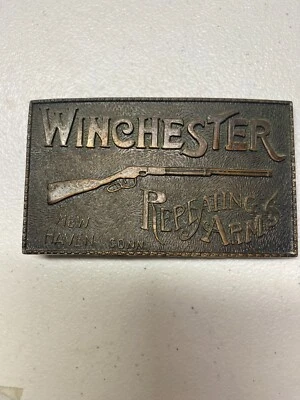 WINCHESTER
REPEATING
ARMS
NEW
HAVEN CONN.